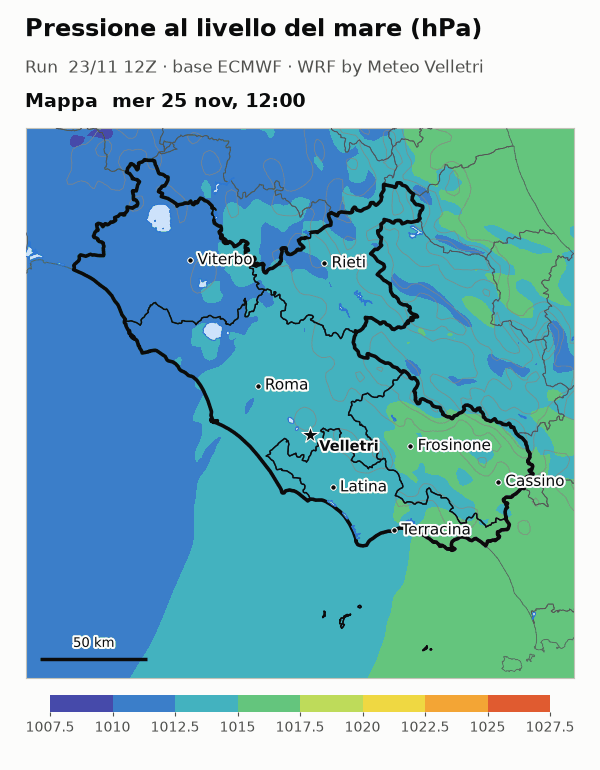 Pressione al livello del mare (hPa)
Run  23/11 12Z · base ECMWF · WRF by Meteo Velletri
Mappa  mer 25 nov, 12:00
Viterbo
Rieti
Roma
Velletri
Frosinone
Cassino
Latina
Terracina
50 km
1007.5 1010 1012.5 1015 1017.5 1020 1022.5 1025 1027.5